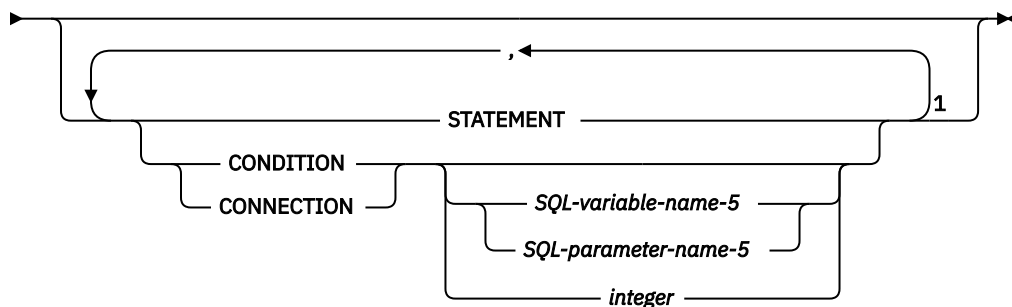 ,
STATEMENT
1
CONDITION
CONNECTION
SQL-variable-name-5
SQL-parameter-name-5
integer